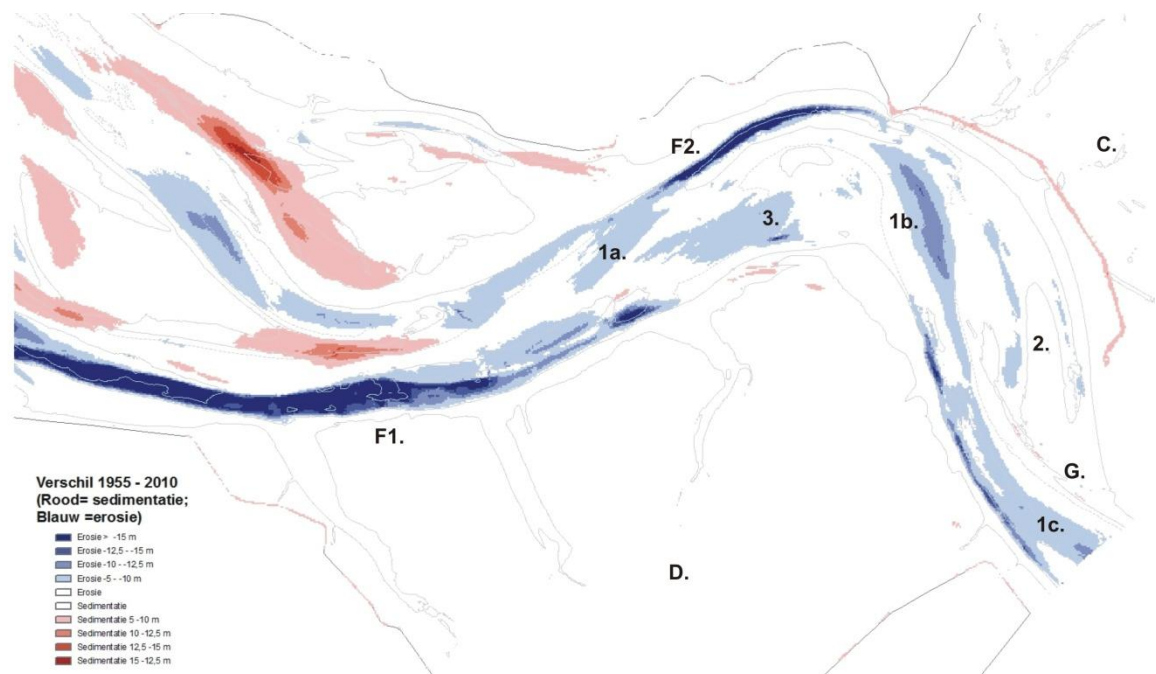 C.
F2.
3.
1a.
1b.
2.
F1.
G.
1c.
D.
Verschil 1955 - 2010
(Rood= sedimentatie;
Blauw =erosie)
Erosie > -15 m
Erosie -12,5 - -15 m
Erosie -10 - -12,5 m
Erosie -5 - -10 m
Erosie
Sedimentatie
Sedimentatie 5 -10 m
Sedimentatie 10 -12,5 m
Sedimentatie 12,5 -15 m
Sedimentatie 15 -12,5 m